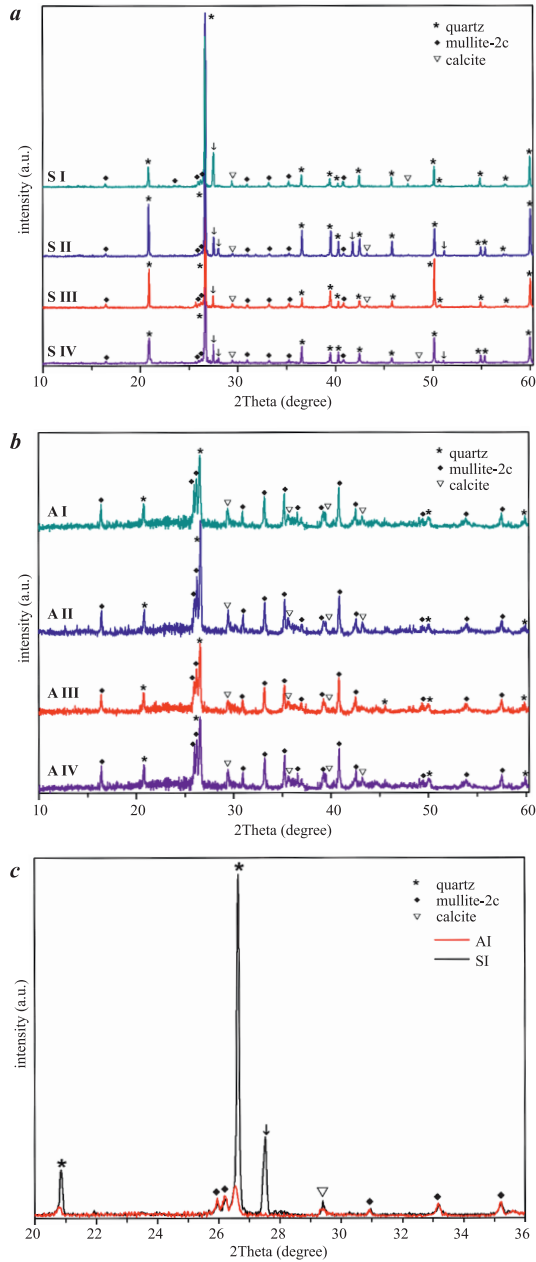 a
* quartz
◆ mullite-2c
▽ calcite
intensity (a.u.)
S I
S II
S III
S IV
10 20 30 40 50 60
2Theta (degree)
b
* quartz
◆ mullite-2c
▽ calcite
intensity (a.u.)
A I
A II
A III
A IV
10 20 30 40 50 60
2Theta (degree)
c
* quartz
◆ mullite-2c
▽ calcite
AI
SI
intensity (a.u.)
20 22 24 26 28 30 32 34 36
2Theta (degree)